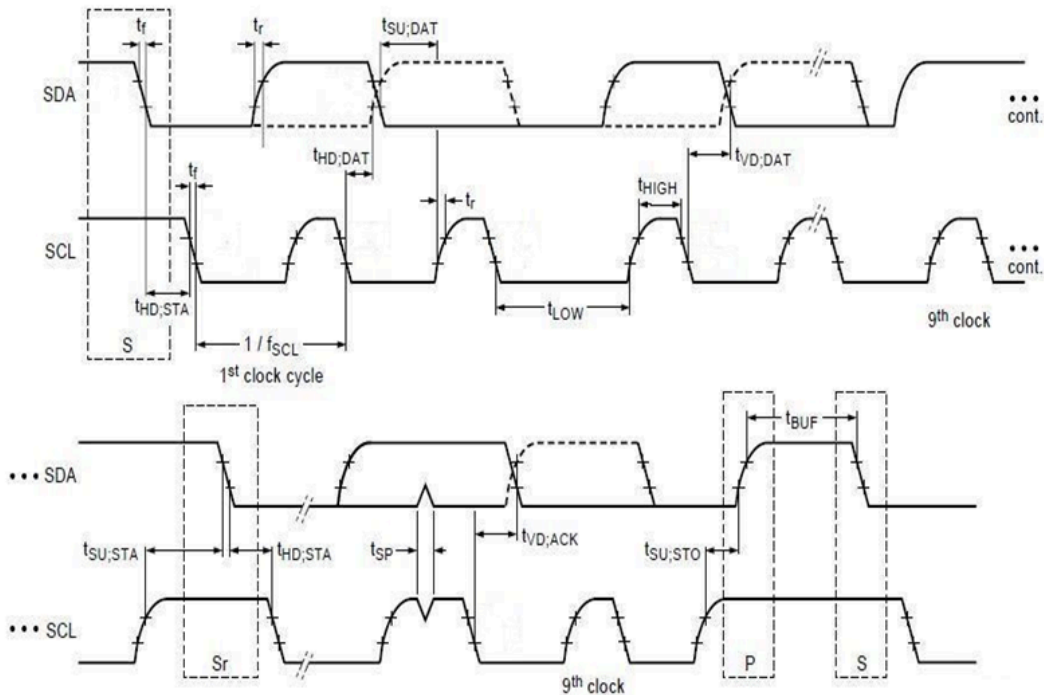 tf
tr
tSU;DAT
SDA
••• cont.
tHD;DAT
tVD;DAT
tf
tr
tHIGH
SCL
••• cont.
tHD;STA
tLOW
9th clock
S
1 / fSCL
1st clock cycle
tBUF
••• SDA
tSU;STA
tHD;STA
tSP
tVD;ACK
tSU;STO
••• SCL
Sr
P
S
9th clock